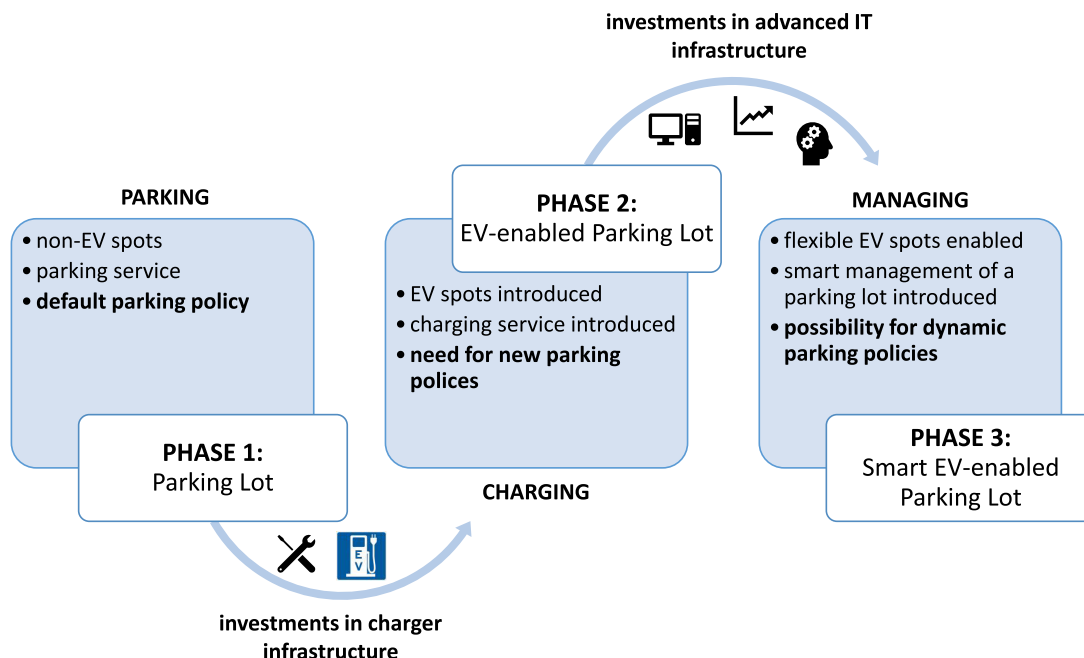 investments in advanced IT
infrastructure
PARKING
• non-EV spots
• parking service
• default parking policy
PHASE 1:
Parking Lot
investments in charger
infrastructure
PHASE 2:
EV-enabled Parking Lot
• EV spots introduced
• charging service introduced
• need for new parking
polices
CHARGING
MANAGING
• flexible EV spots enabled
• smart management of a
parking lot introduced
• possibility for dynamic
parking policies
PHASE 3:
Smart EV-enabled
Parking Lot
E V